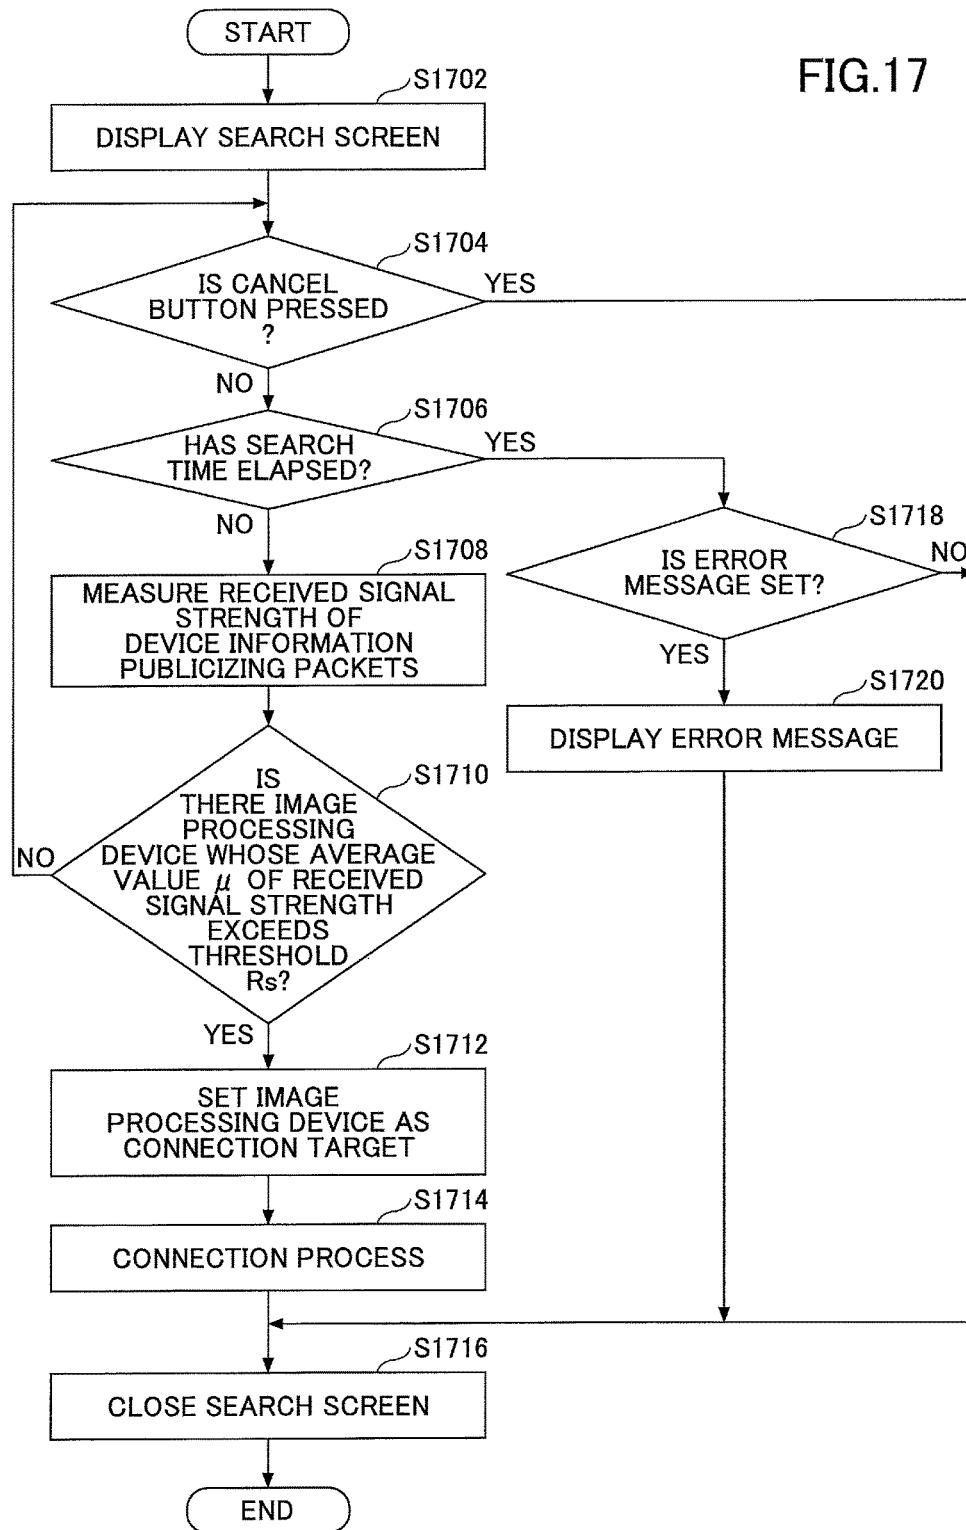 START
FIG.17
S1702
DISPLAY SEARCH SCREEN
S1704
IS CANCEL
BUTTON PRESSED
?
YES
NO
S1706
HAS SEARCH
TIME ELAPSED?
YES
NO
S1718
IS ERROR
MESSAGE SET?
NO
YES
S1708
MEASURE RECEIVED SIGNAL
STRENGTH OF
DEVICE INFORMATION
PUBLICIZING PACKETS
S1720
DISPLAY ERROR MESSAGE
S1710
IS
THERE IMAGE
PROCESSING
DEVICE WHOSE AVERAGE
VALUE μ OF RECEIVED
SIGNAL STRENGTH
EXCEEDS
THRESHOLD
Rs?
NO
YES
S1712
SET IMAGE
PROCESSING DEVICE AS
CONNECTION TARGET
S1714
CONNECTION PROCESS
S1716
CLOSE SEARCH SCREEN
END